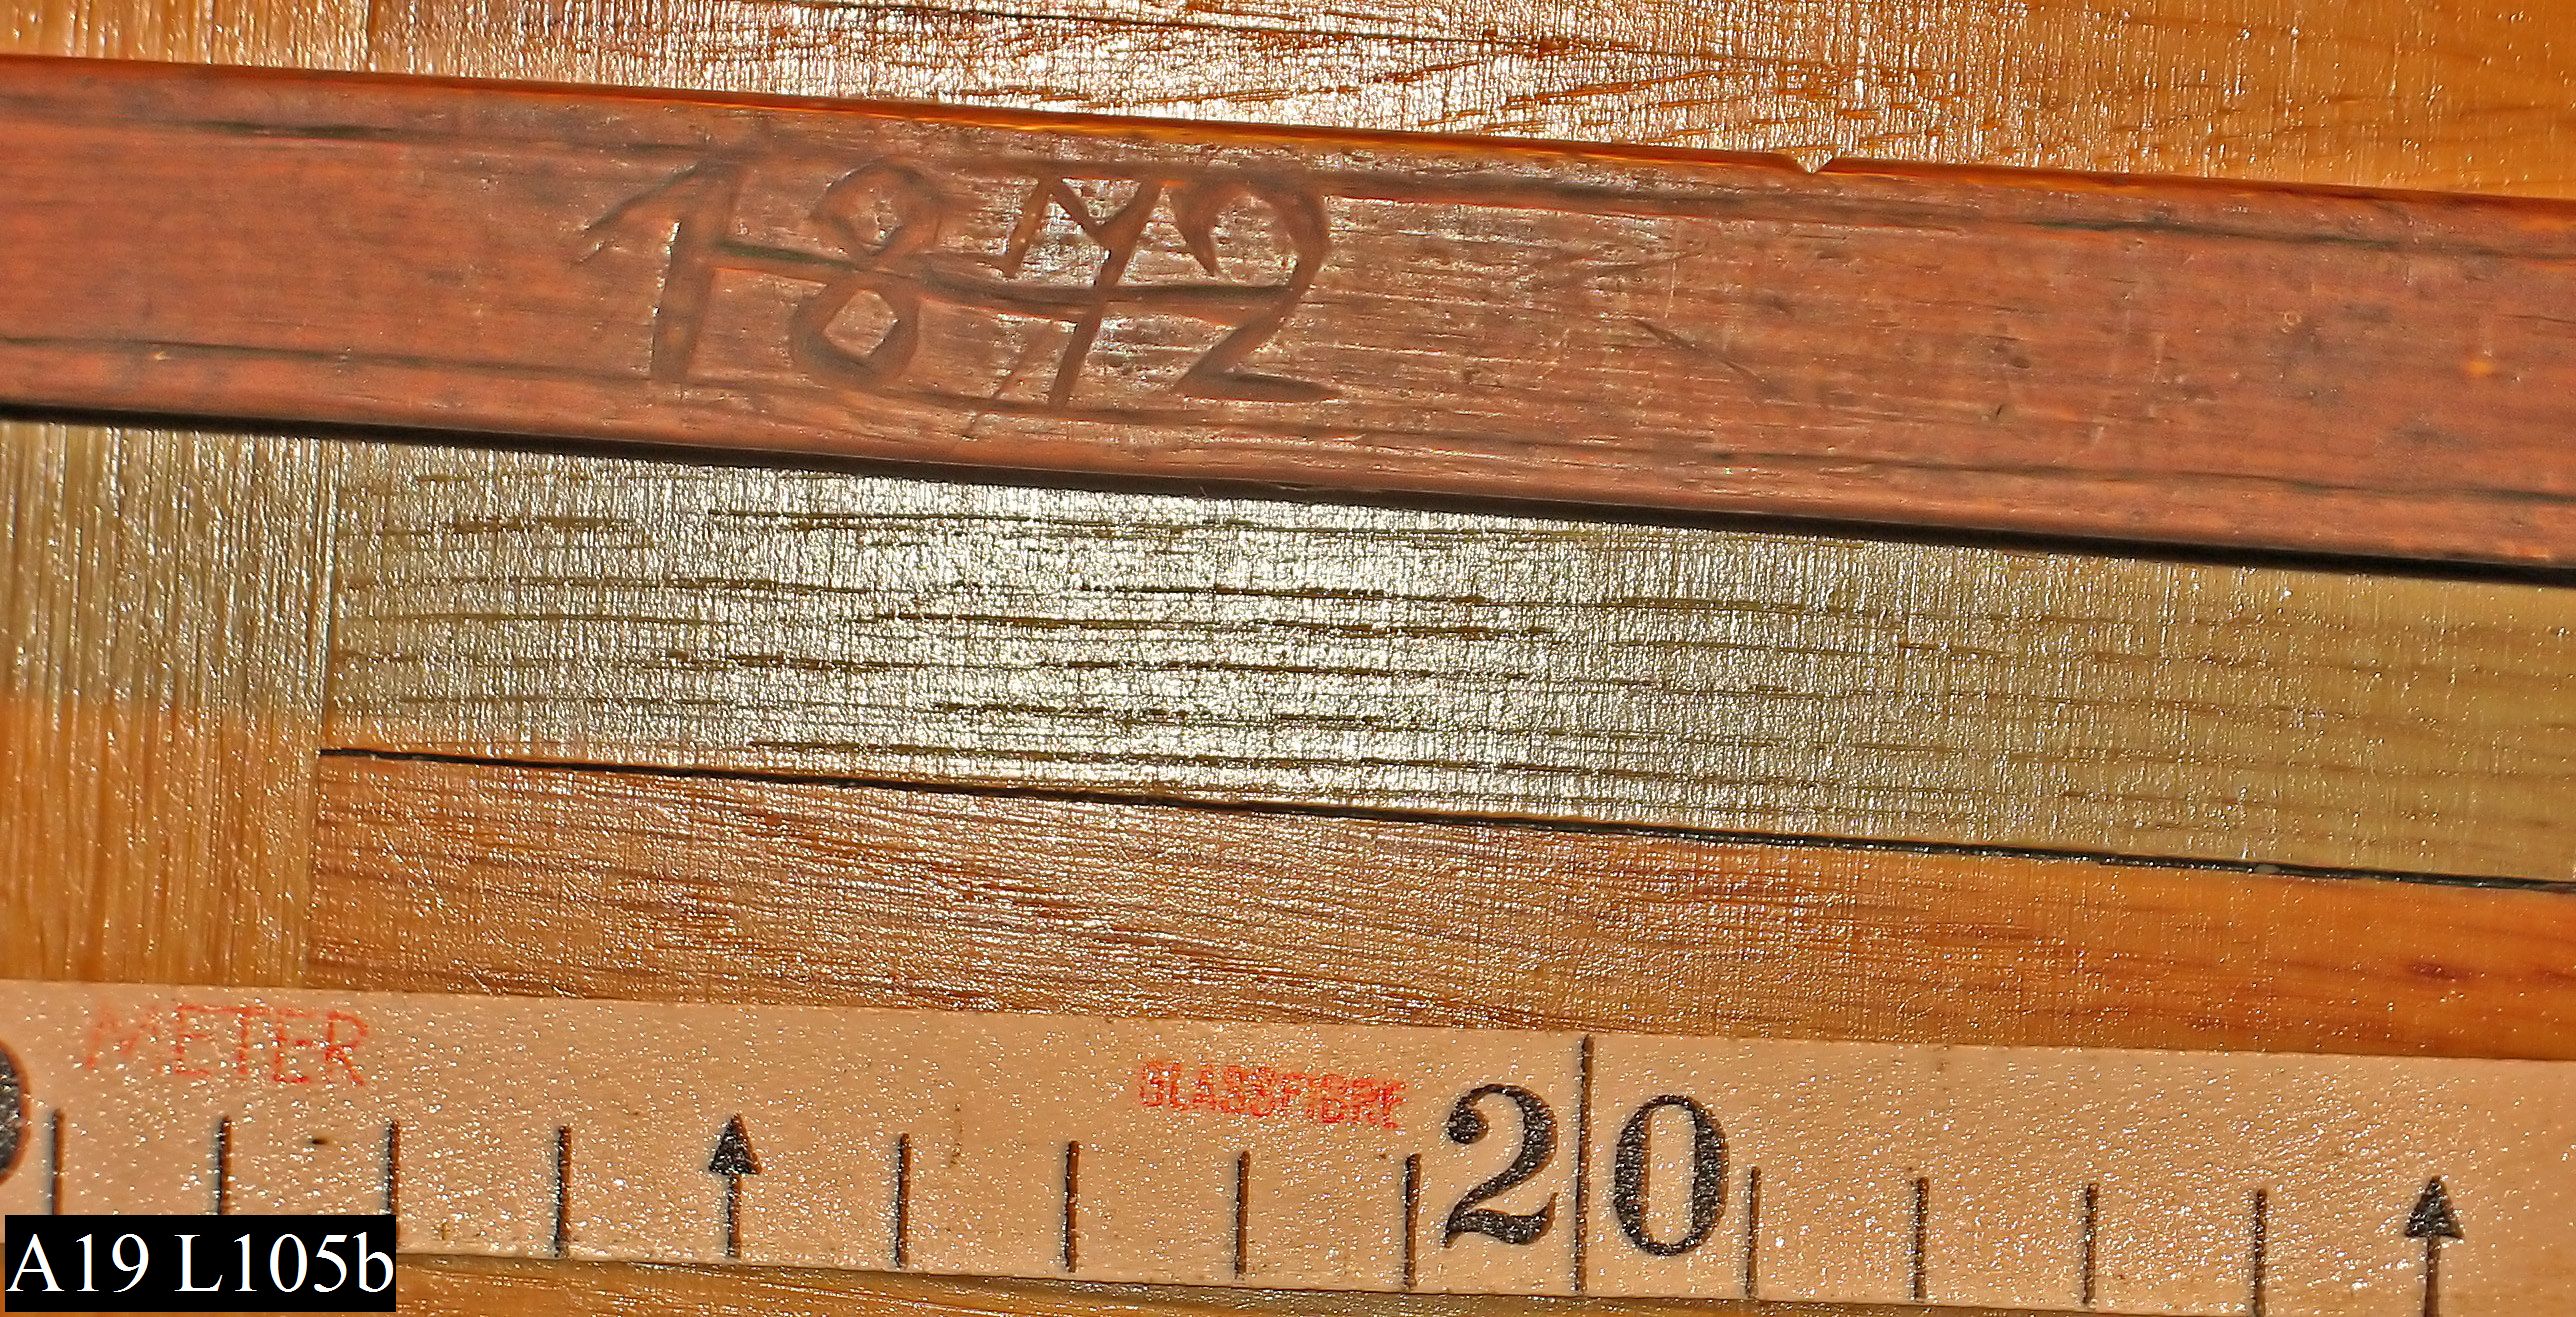 1872
METER
GLASSFIBRE
20
A19 L105b